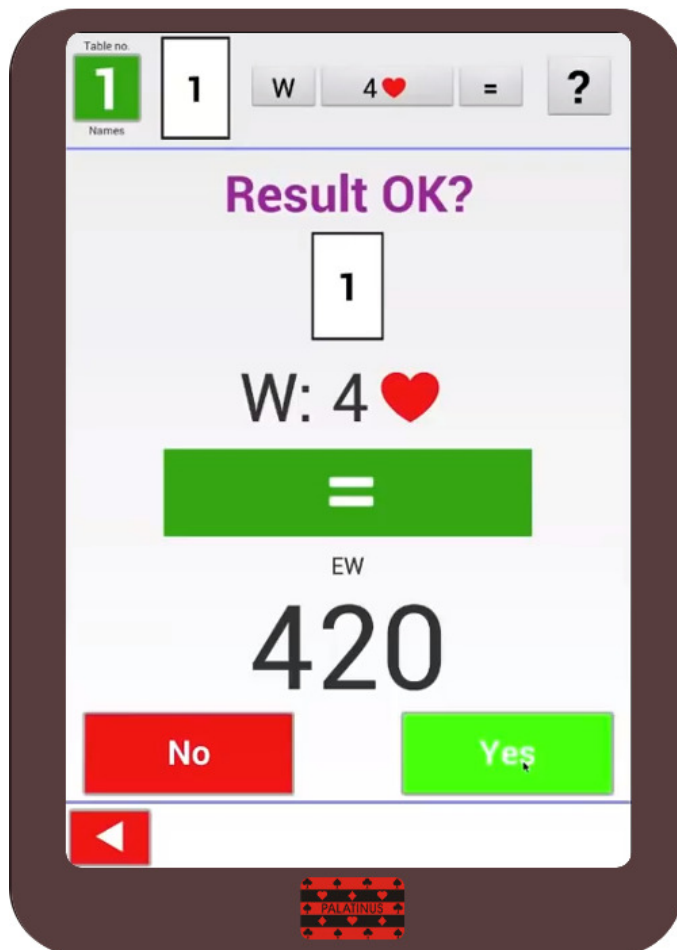 Table no.
1
Names
1
W
4♥
=
?
Result OK?
1
W: 4♥
=
EW
420
No
Yes
PALATINUS